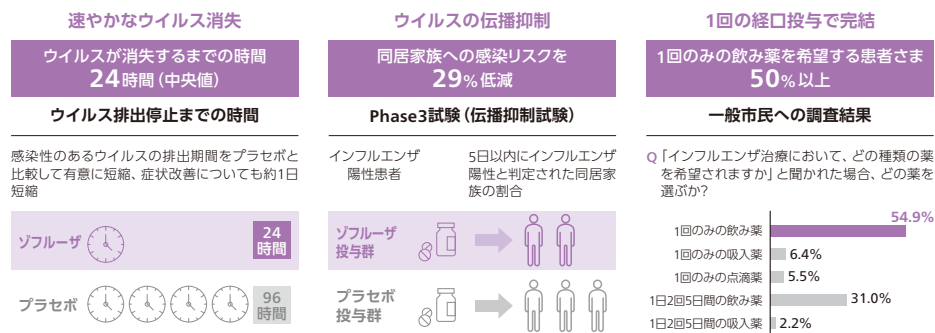 速やかなウイルス消失
ウイルスが消失するまでの時間
24時間（中央値）
ウイルス排出停止までの時間
感染性のあるウイルスの排出期間をプラセボと
比較して有意に短縮、症状改善についても約1日
短縮
ゾフルーザ
24
時間
プラセボ
96
時間
ウイルスの伝播抑制
同居家族への感染リスクを
29%低減
Phase3試験（伝播抑制試験）
インフルエンザ
陽性患者
5日以内にインフルエンザ
陽性と判定された同居家
族の割合
ゾフルーザ
投与群
プラセボ
投与群
1回の経口投与で完結
1回のみの飲み薬を希望する患者さま
50%以上
一般市民への調査結果
Q「インフルエンザ治療において、どの種類の薬
を希望されますか」と聞かれた場合、どの薬を
選ぶか?
1回のみの飲み薬 54.9%
1回のみの吸入薬 6.4%
1回のみの点滴薬 5.5%
1日2回5日間の飲み薬 31.0%
1日2回5日間の吸入薬 2.2%